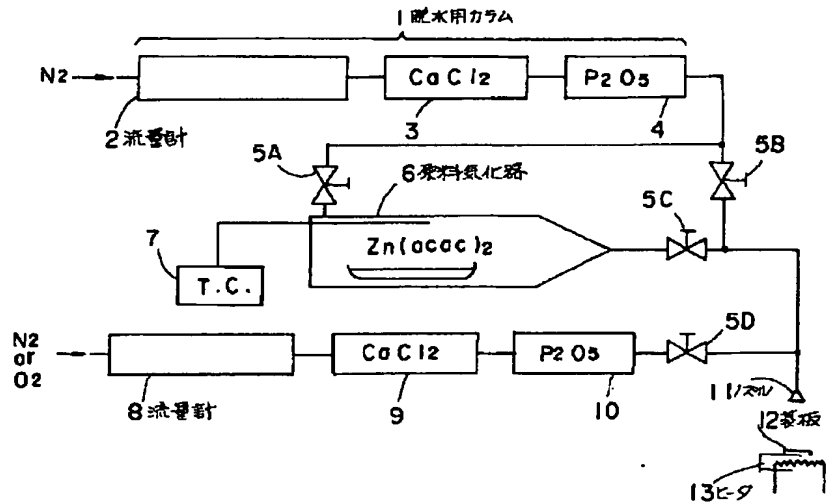 1 脱水用カラム
N2
CaCl2
P2O5
2 流量計
3
4
5A
5B
6 原料気化路
5C
Zn(acac)2
7
T.C.
5D
N2
or
O2
CaCl2
P2O5
8 流量計
9
10
11 ノズル
12 基板
13 ヒータ